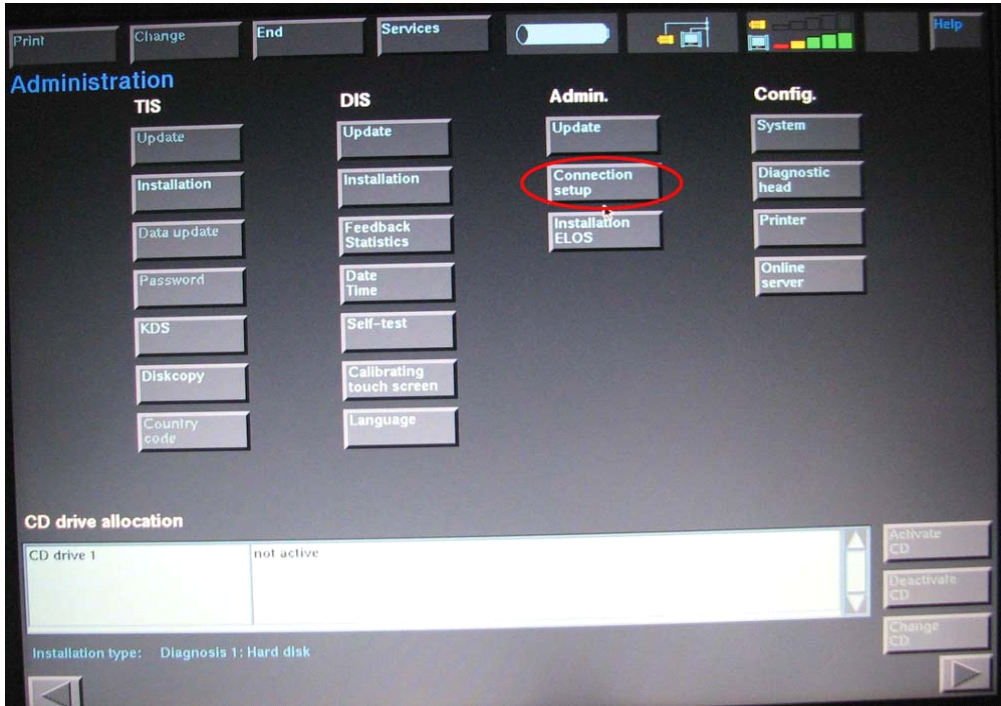 Print
Change
End
Services
Help
Administration
TIS
DIS
Admin.
Config.
Update
Update
Update
System
Installation
Installation
Connection
setup
Diagnostic
head
Data update
Feedback
Statistics
Installation
ELOS
Printer
Password
Date
Time
Online
server
KDS
Self-test
Diskcopy
Calibrating
touch screen
Country
code
Language
CD drive allocation
CD drive 1
not active
Activate
CD
Deactivate
CD
Change
CD
Installation type: Diagnosis 1: Hard disk